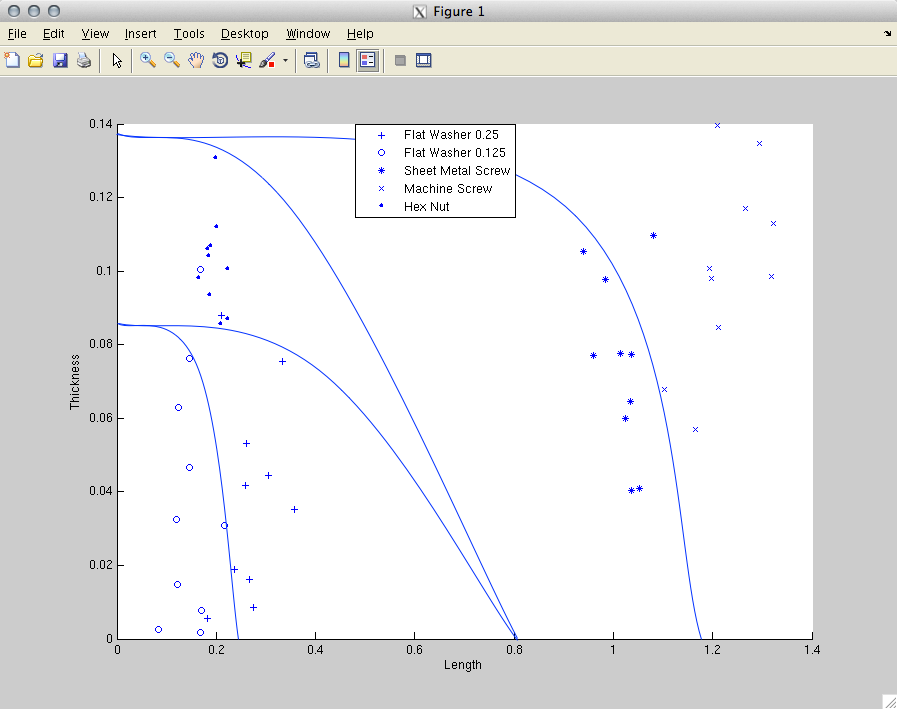 Figure 1
File Edit View Insert Tools Desktop Window Help
0.14
0.12
0.1
0.08
0.06
0.04
0.02
0
Thickness
Flat Washer 0.25
Flat Washer 0.125
Sheet Metal Screw
Machine Screw
Hex Nut
0 0.2 0.4 0.6 0.8 1 1.2 1.4
Length